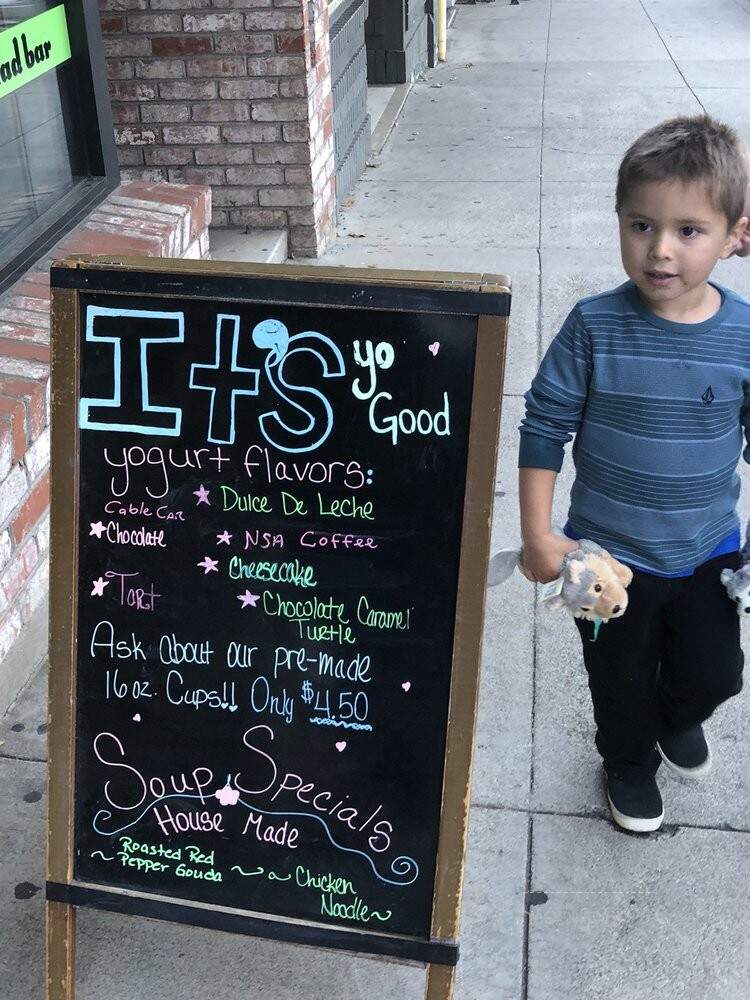 ad bar
It's yo
Good
yogurt flavors:
Cable Car
Chocolate
Dulce De Leche
NSA Coffee
Cheesecake
Tart
Chocolate Caramel
Turtle
Ask about our pre-made
16 oz. Cups!! Only $4.50
Soup Specials
House Made
~ Roasted Red
Pepper Gouda ~
~ Chicken
Noodle ~